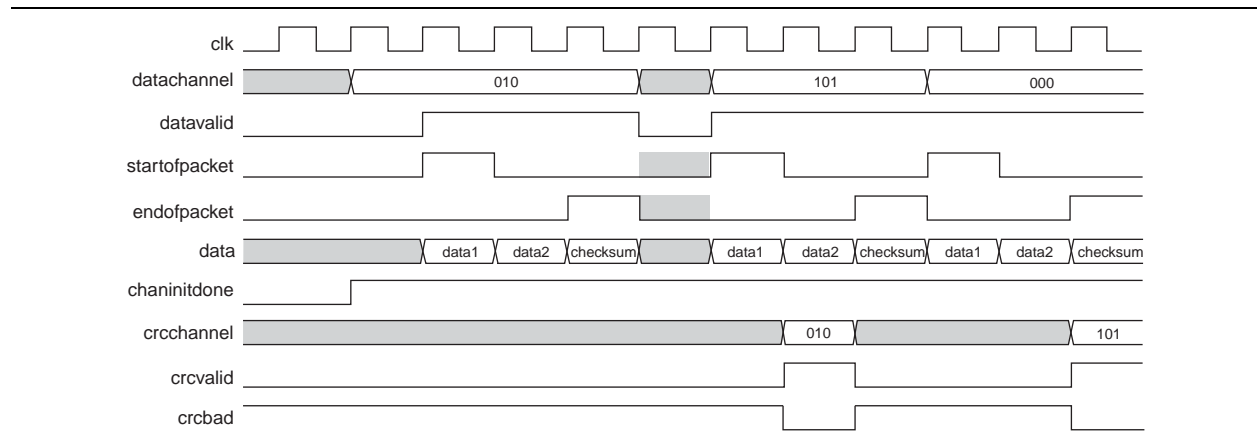 clk
datachannel 010 101 000
datavalid
startofpacket
endofpacket
data data1 data2 checksum data1 data2 checksum data1 data2 checksum
chaninitdone
crcchannel 010 101
crcvalid
crcbad